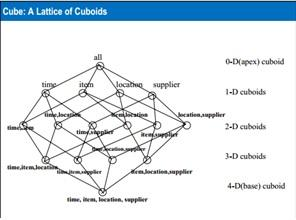 Cube: A Lattice of Cuboids
all
0-D(apex) cuboid
time item location supplier
1-D cuboids
time,location item,location location,supplier
time,item time,supplier item,supplier
2-D cuboids
time,location,supplier
3-D cuboids
time,item,location time,item,supplier item,location,supplier
4-D(base) cuboid
time, item, location, supplier